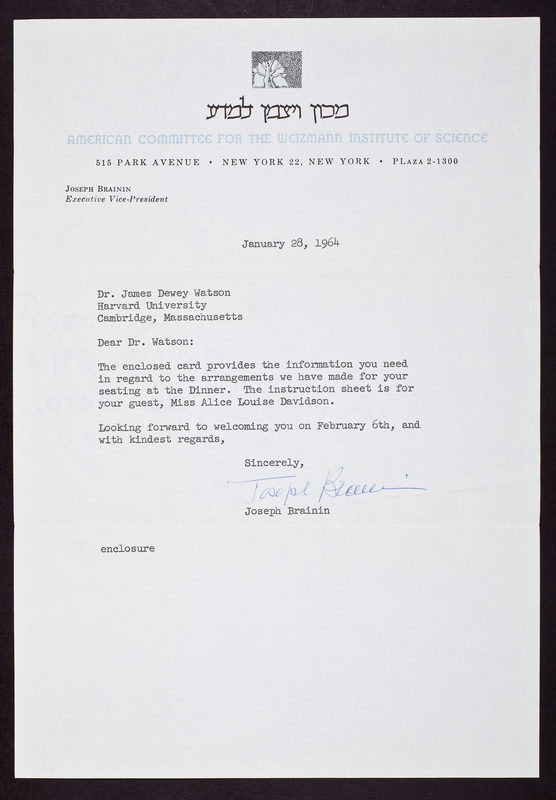 מכון ויצמן למדע
AMERICAN COMMITTEE FOR THE WEIZMANN INSTITUTE OF SCIENCE
515 PARK AVENUE • NEW YORK 22, NEW YORK • PLAZA 2-1300
JOSEPH BRAININ
Executive Vice-President
January 28, 1964
Dr. James Dewey Watson
Harvard University
Cambridge, Massachusetts
Dear Dr. Watson:
The enclosed card provides the information you need
in regard to the arrangements we have made for your
seating at the Dinner. The instruction sheet is for
your guest, Miss Alice Louise Davidson.
Looking forward to welcoming you on February 6th, and
with kindest regards,
Sincerely,
Joseph Brainin
Joseph Brainin
enclosure